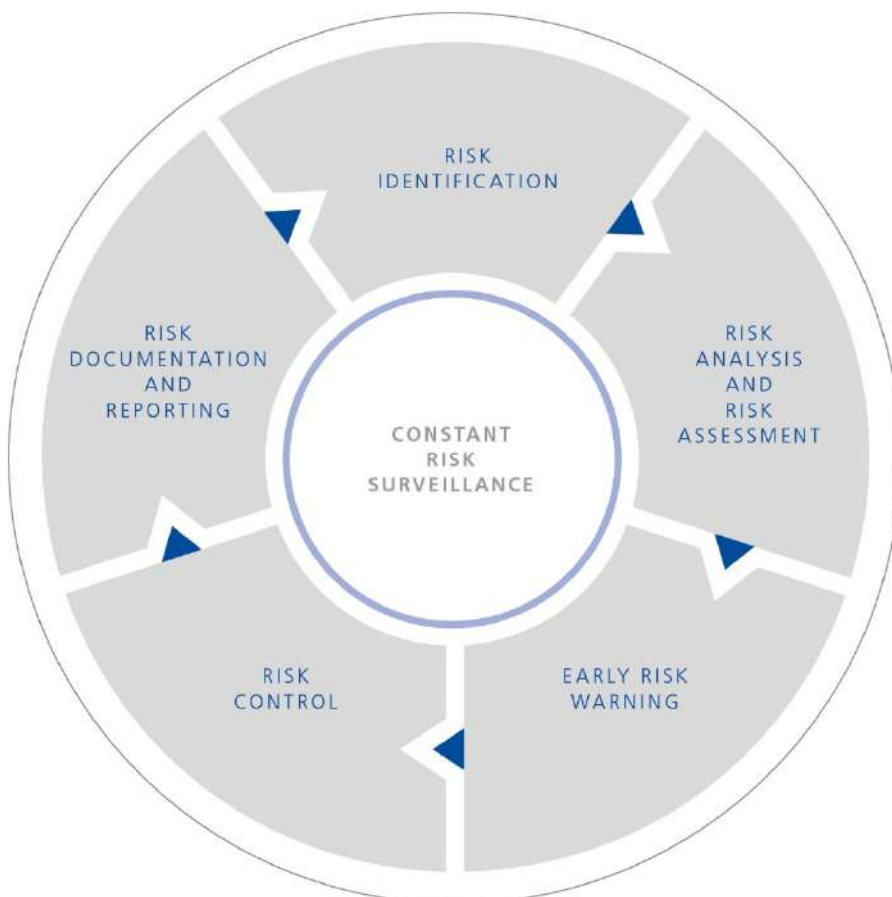 RISK
IDENTIFICATION
RISK
ANALYSIS
AND
RISK
ASSESSMENT
EARLY RISK
WARNING
RISK
CONTROL
RISK
DOCUMENTATION
AND
REPORTING
CONSTANT
RISK
SURVEILLANCE